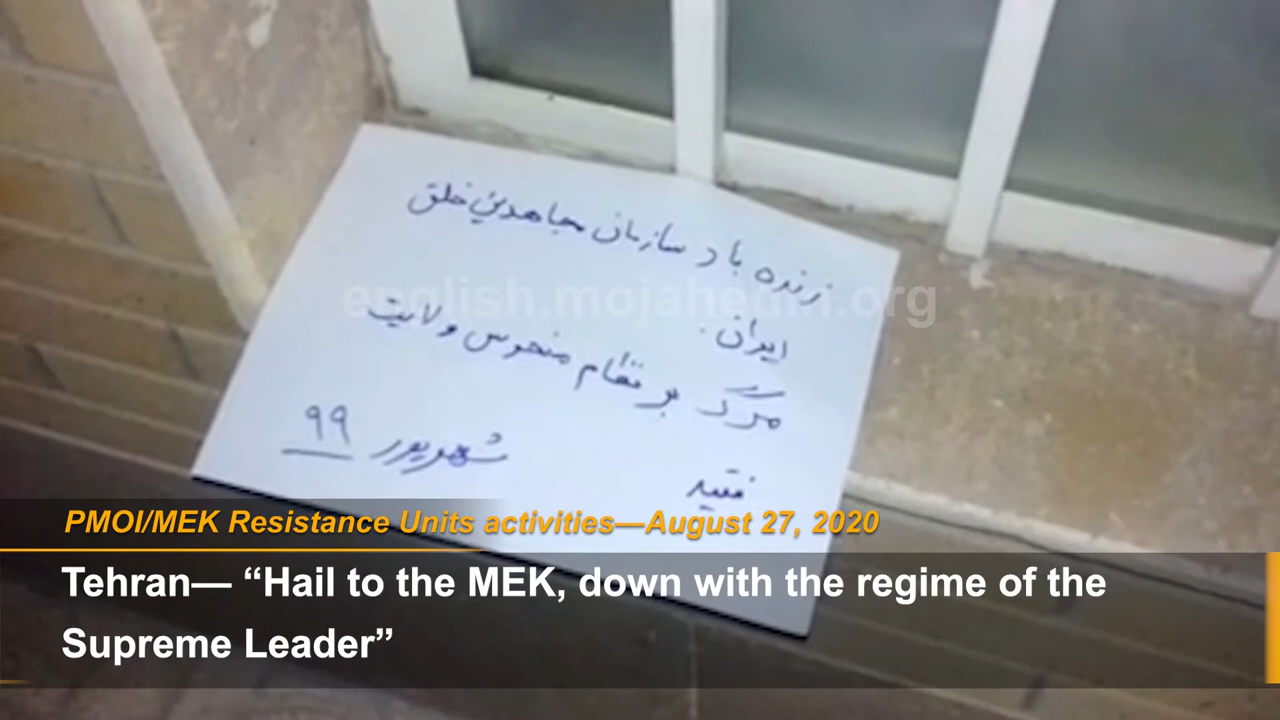 زنده باد سازمان مجاهدین خلق
ایران.
مرگ بر نظام منحوس ولایت
فقیه
شهریور ۹۹
english.mojahedin.org
PMOI/MEK Resistance Units activities—August 27, 2020
Tehran— “Hail to the MEK, down with the regime of the
Supreme Leader”